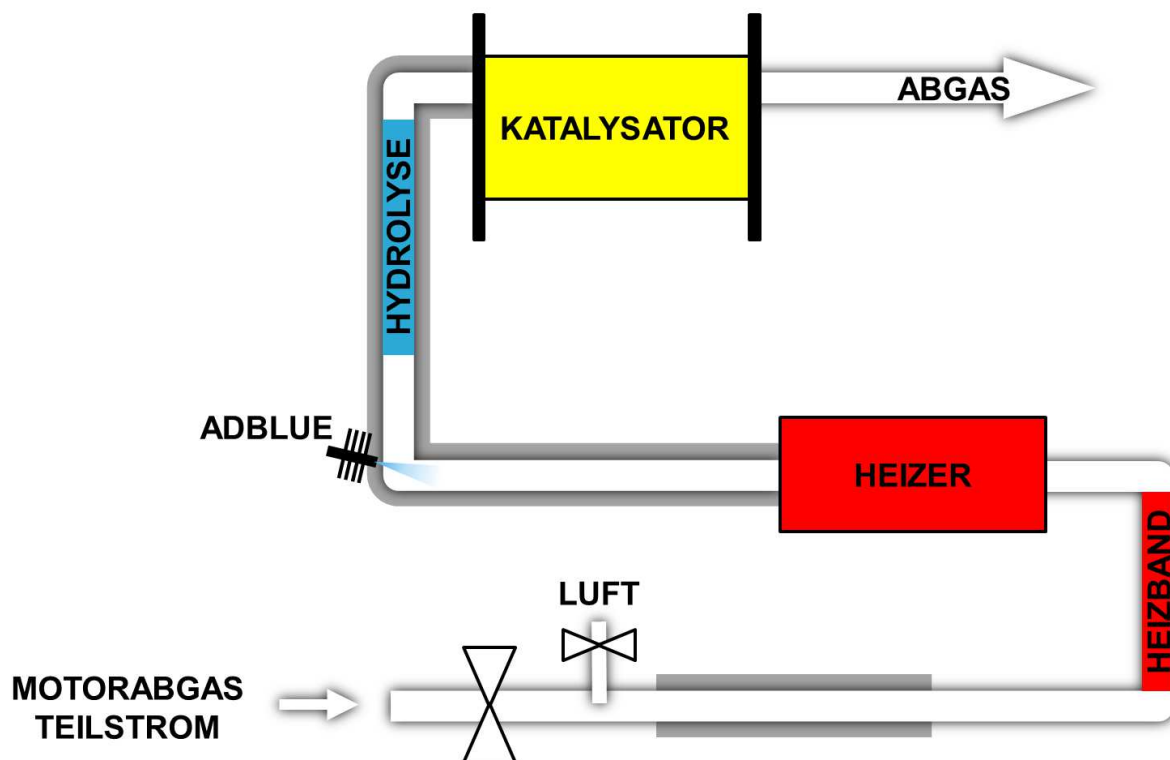 ABGAS
KATALYSATOR
HYDROLYSE
ADBLUE
HEIZER
HEIZBAND
LUFT
MOTORABGAS
TEILSTROM